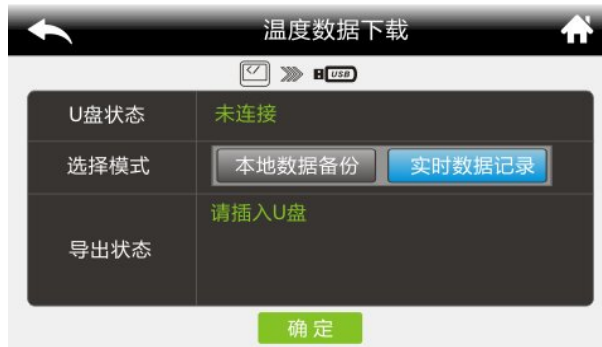 温度数据下载
USB
U盘状态
未连接
选择模式
本地数据备份
实时数据记录
导出状态
请插入U盘
确定